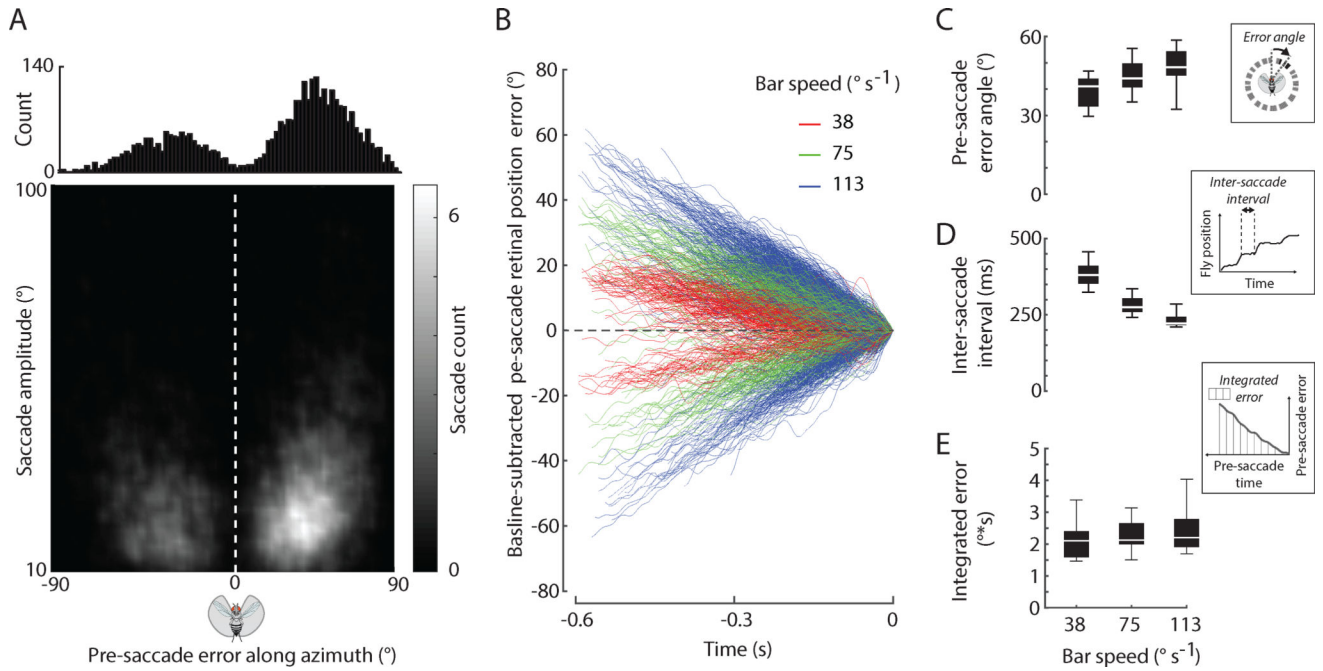 A
140
Count
0
100
Saccade amplitude (°)
10
-90
0
90
Pre-saccade error along azimuth (°)
6
Saccade count
0
B
Basline-subtracted pe-saccade retinal position error (°)
80
60
40
20
0
-20
-40
-60
-80
-0.6
-0.3
0
Time (s)
Bar speed (° s⁻¹)
38
75
113
C
Pre-saccade
error angle (°)
60
30
0
Error angle
D
Inter-saccade
interval (ms)
500
250
0
Inter-saccade
interval
Fly position
Time
E
Integrated error
(°*s)
5
4
3
2
2
1
0
38
75
113
Bar speed (° s⁻¹)
Integrated
error
Pre-saccade error
Pre-saccade
time